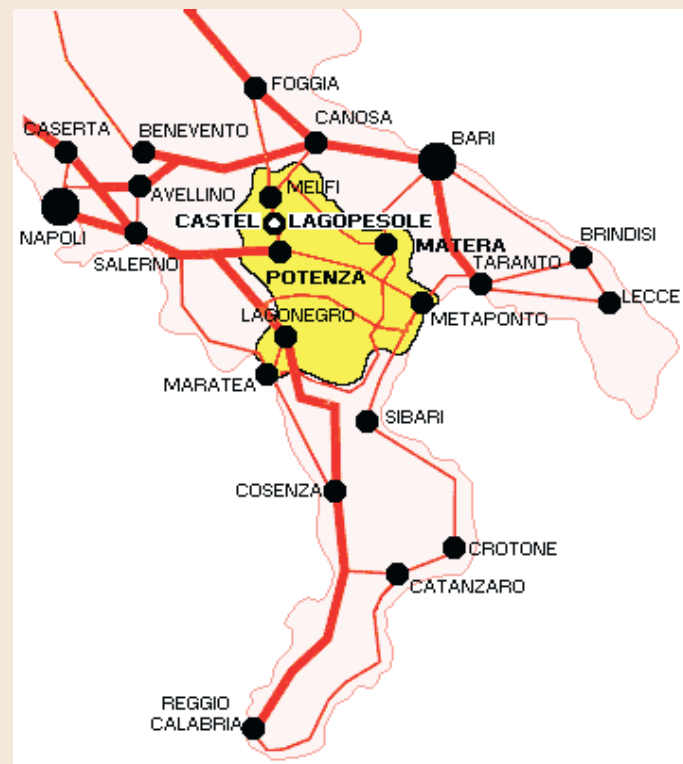 FOGGIA
CANOSA
CASERTA
BENEVENTO
BARI
AVELLINO
MELFI
CASTEL LAGOPESOLE
NAPOLI
SALERNO
MATERA
BRINDISI
POTENZA
TARANTO
LECCE
LAGONEGRO
METAPONTO
MARATEA
SIBARI
COSENZA
CROTONE
CATANZARO
REGGIO
CALABRIA